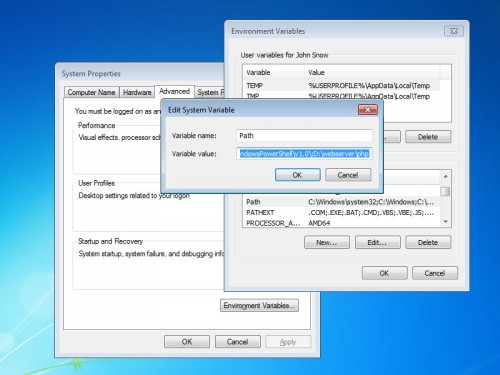 Environment Variables
User variables for John Snow
Variable Value
TEMP %USERPROFILE%\AppData\Local\Temp
TMP %USERPROFILE%\AppData\Local\Temp
Delete
System Properties
Computer Name Hardware Advanced System P
You must be logged on as an
Performance
Visual effects, processor sch
User Profiles
Desktop settings related to your logon
Startup and Recovery
System startup, system failure, and debugging info
Environment Variables...
OK Cancel Apply
Edit System Variable
Variable name: Path
Variable value: ndowsPowerShell\v1.0\;D:\webserver\php
OK Cancel
Path C:\Windows\system32;C:\Windows;C:\...
PATHEXT .COM;.EXE;.BAT;.CMD;.VBS;.VBE;.JS;....
PROCESSOR_A... AMD64
New... Edit... Delete
OK Cancel